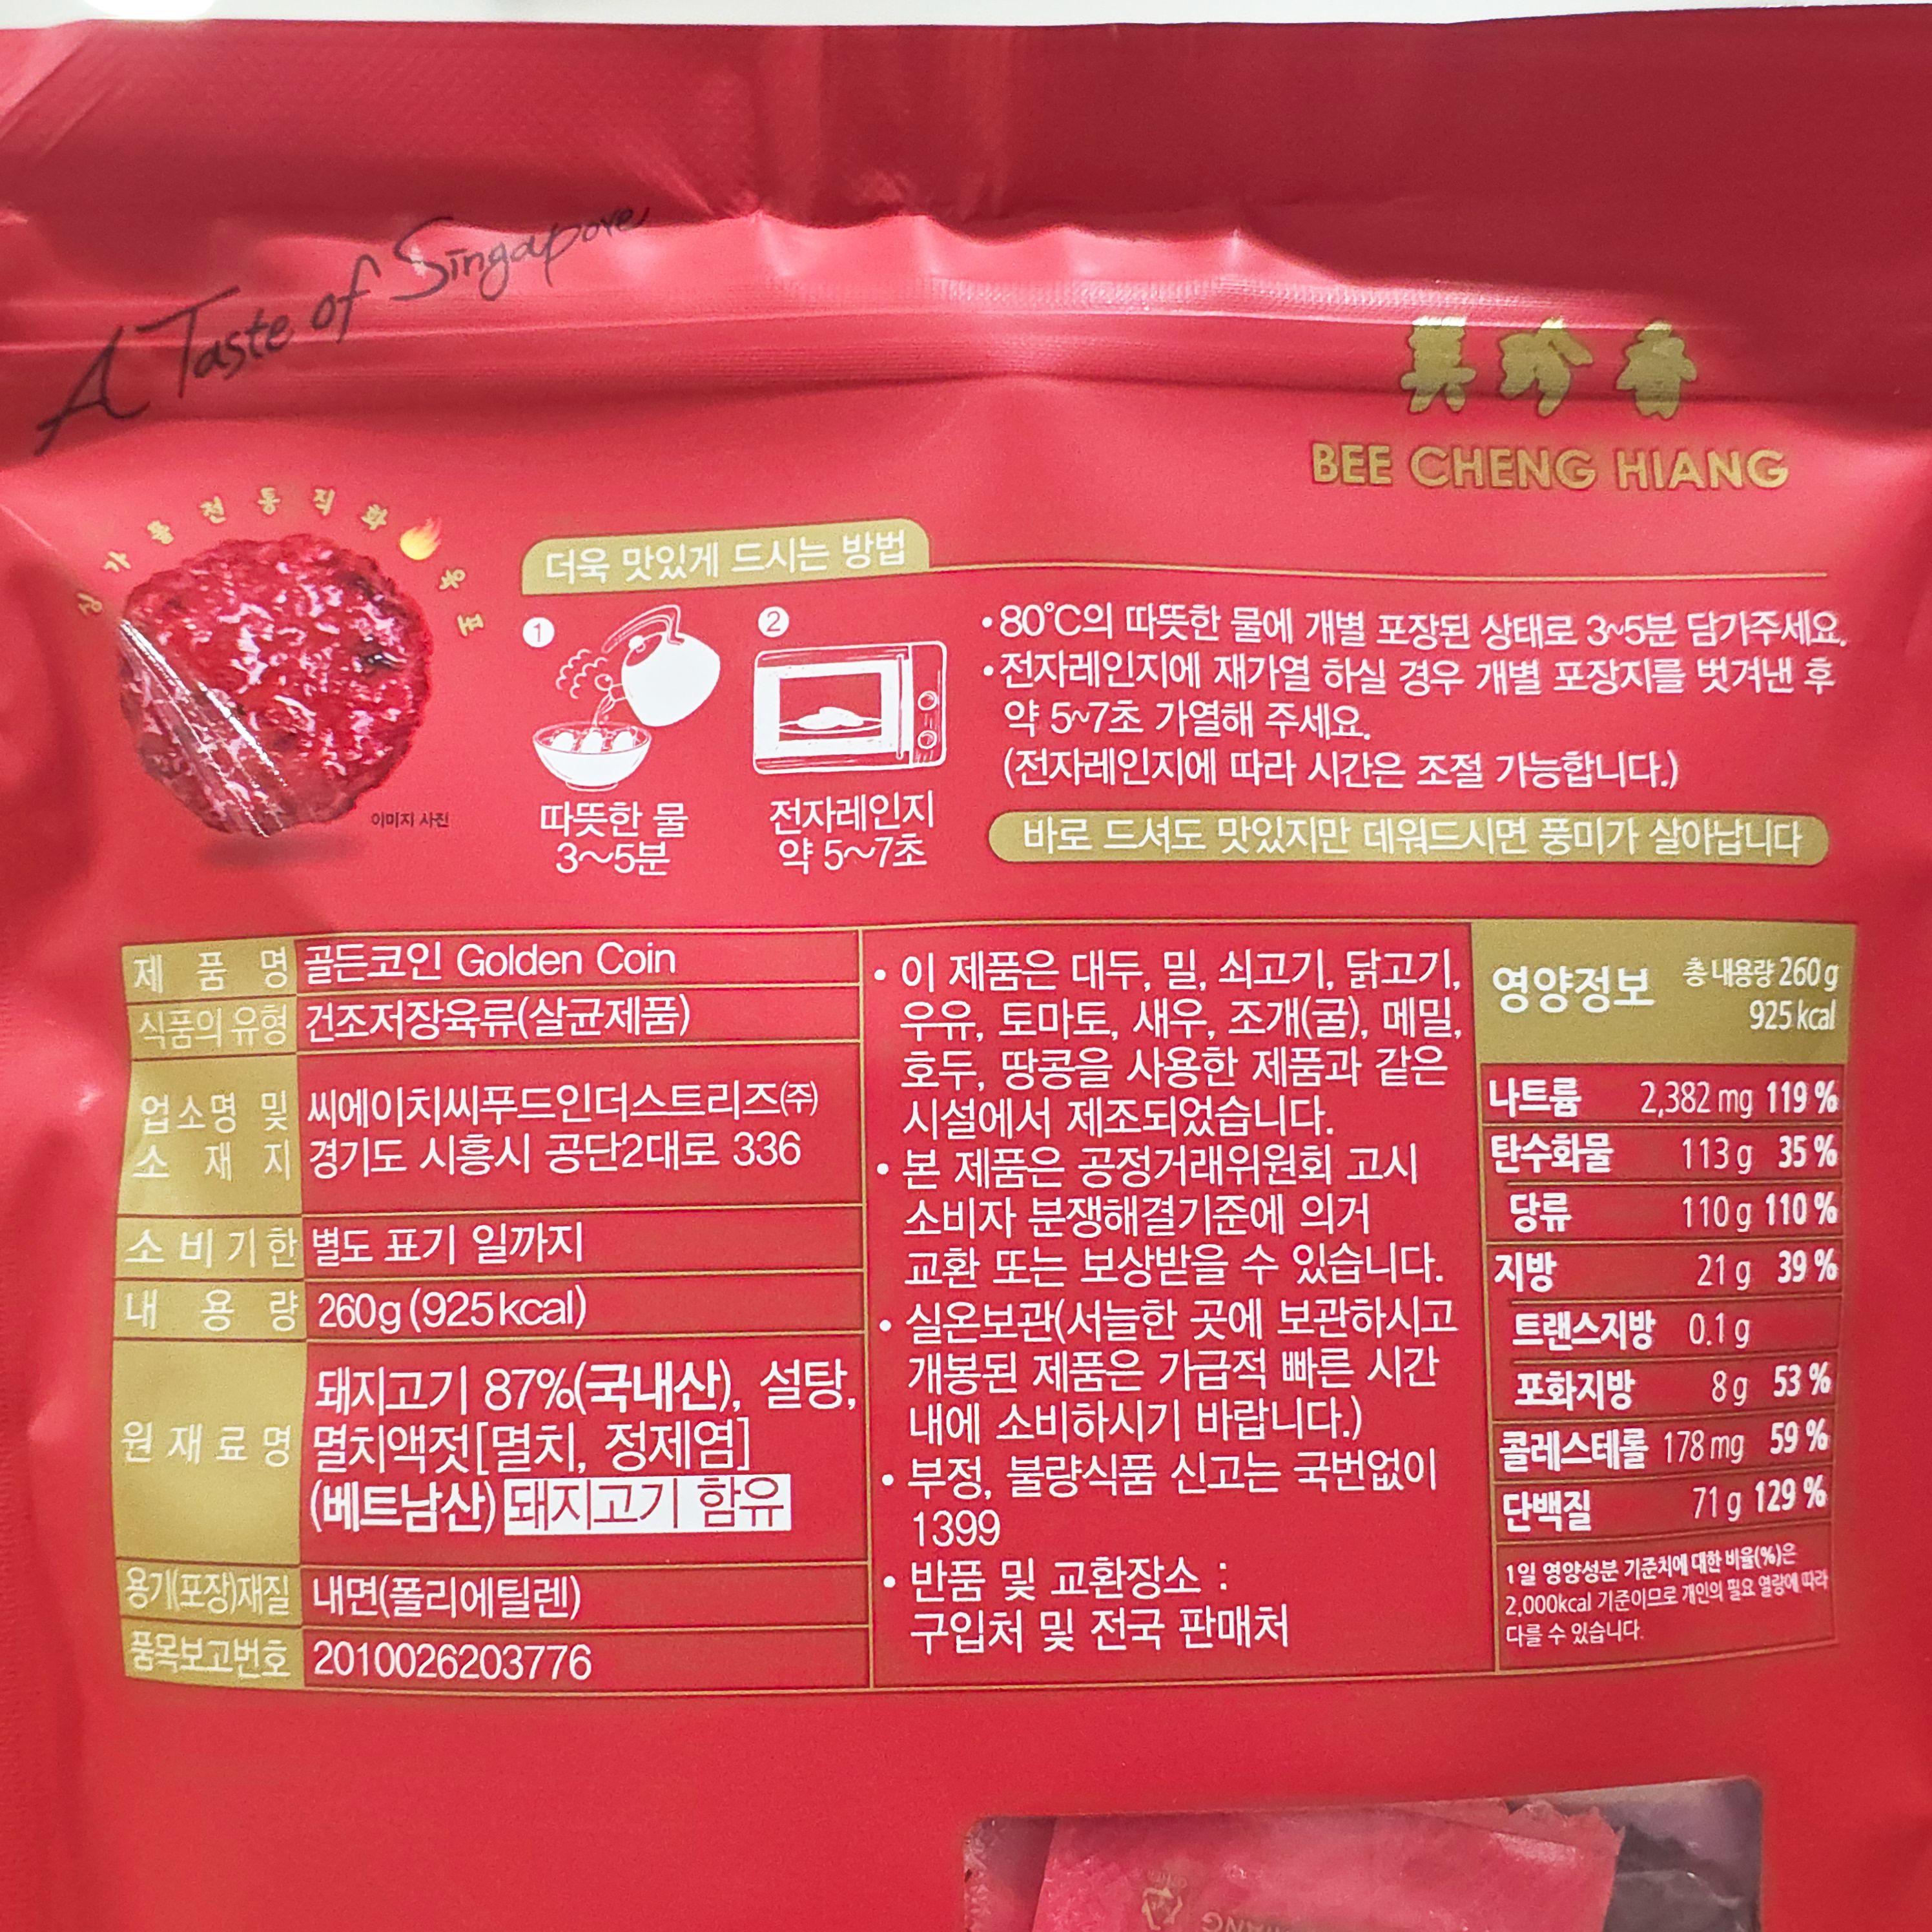 A Taste of Singapore
美珍香
BEE CHENG HIANG
싱가폴전통직화
더욱 맛있게 드시는 방법
1
2
따뜻한 물
3~5분
전자레인지
약 5~7초
이미지 사진
•80℃의 따뜻한 물에 개별 포장된 상태로 3~5분 담가주세요.
•전자레인지에 재가열 하실 경우 개별 포장지를 벗겨낸 후
약 5~7초 가열해 주세요.
(전자레인지에 따라 시간은 조절 가능합니다.)
바로 드셔도 맛있지만 데워드시면 풍미가 살아납니다
제 품 명 골든코인 Golden Coin
식품의 유형 건조저장육류(살균제품)
업소명 및 씨에이치씨푸드인더스트리즈㈜
소 재 지 경기도 시흥시 공단2대로 336
소비기한 별도 표기 일까지
내 용 량 260g (925kcal)
원재료명 돼지고기 87%(국내산), 설탕,
멸치액젓[멸치, 정제염]
(베트남산) 돼지고기 함유
용기(포장)재질 내면(폴리에틸렌)
품목보고번호 2010026203776
• 이 제품은 대두, 밀, 쇠고기, 닭고기,
우유, 토마토, 새우, 조개(굴), 메밀,
호두, 땅콩을 사용한 제품과 같은
시설에서 제조되었습니다.
• 본 제품은 공정거래위원회 고시
소비자 분쟁해결기준에 의거
교환 또는 보상받을 수 있습니다.
• 실온보관(서늘한 곳에 보관하시고
개봉된 제품은 가급적 빠른 시간
내에 소비하시기 바랍니다.)
• 부정, 불량식품 신고는 국번없이
1399
• 반품 및 교환장소 :
구입처 및 전국 판매처
영양정보 총 내용량 260 g
925 kcal
나트륨 2,382 mg 119 %
탄수화물 113 g 35 %
당류 110 g 110 %
지방 21 g 39 %
트랜스지방 0.1 g
포화지방 8 g 53 %
콜레스테롤 178 mg 59 %
단백질 71 g 129 %
1일 영양성분 기준치에 대한 비율(%)은
2,000kcal 기준이므로 개인의 필요 열량에 따라
다를 수 있습니다.